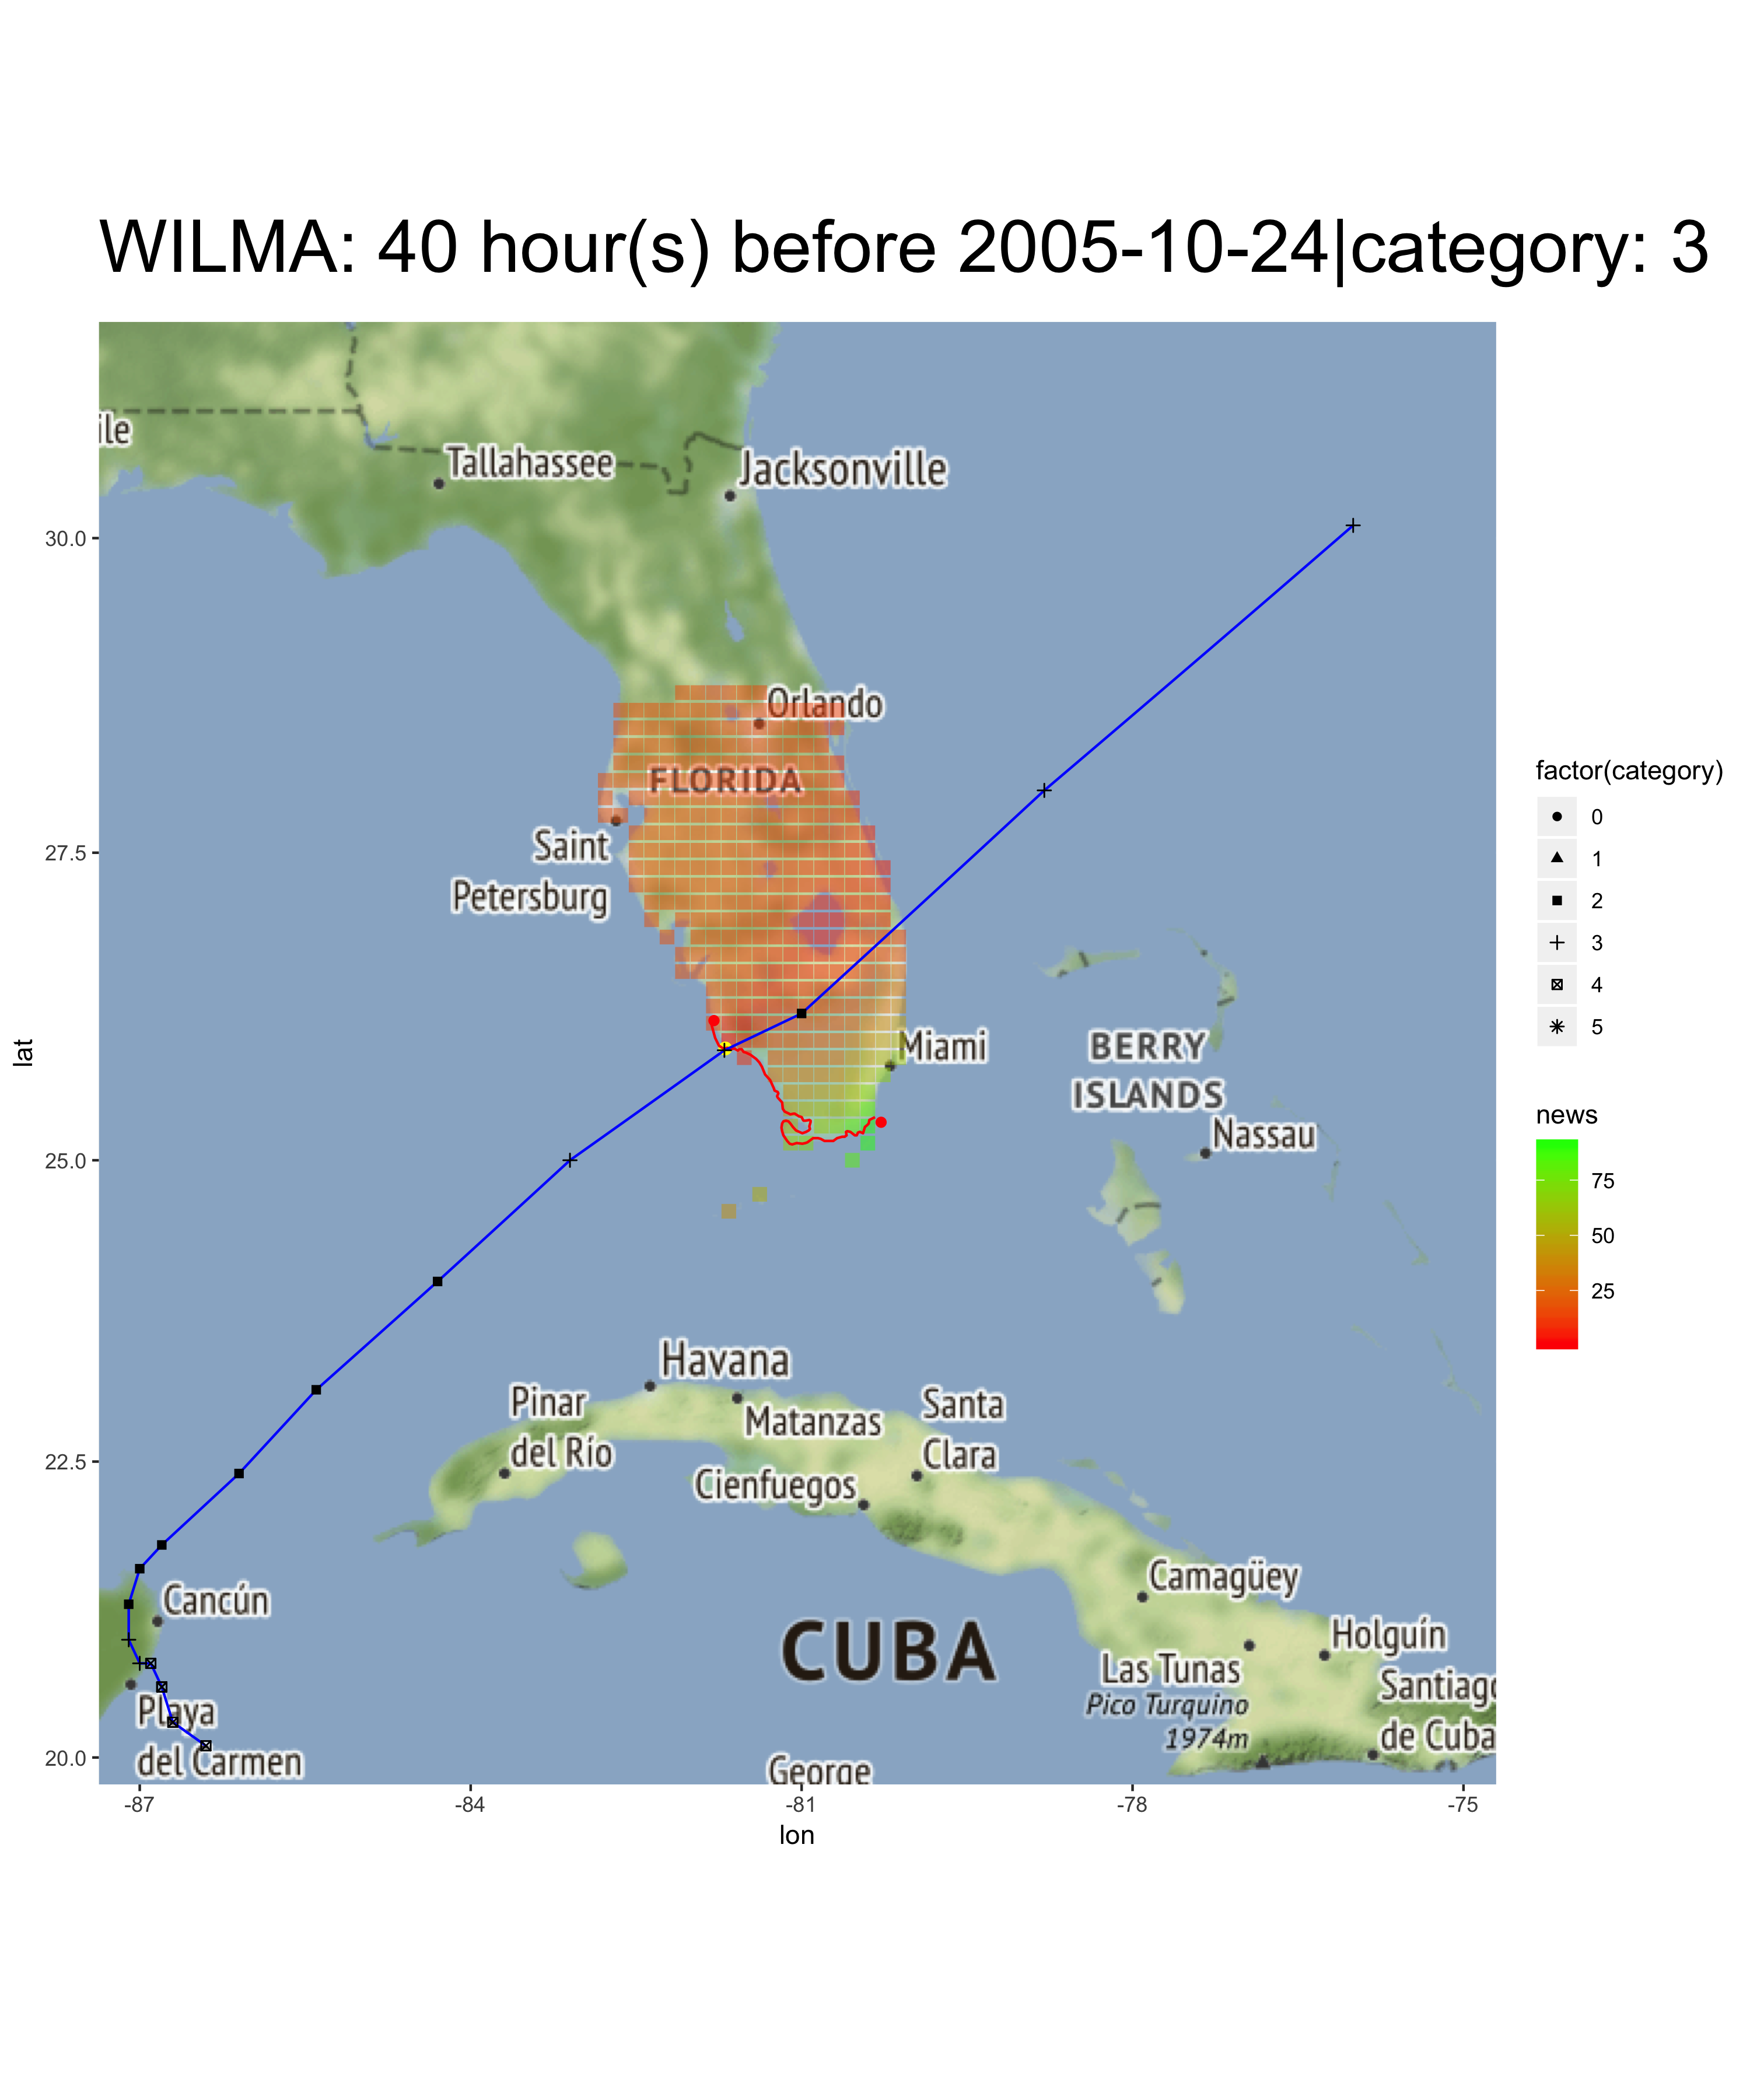 WILMA: 40 hour(s) before 2005-10-24|category: 3
ile
Tallahassee
Jacksonville
30.0
Orlando
FLORIDA
27.5
Saint
Petersburg
lat
Miami
BERRY
ISLANDS
Nassau
25.0
Havana
Pinar
del Río
Matanzas
Santa
Clara
22.5
Cienfuegos
Cancún
Camagüey
CUBA
Holguín
Las Tunas
Pico Turquino
1974m
Santiago
de Cuba
Playa
del Carmen
20.0
George
-87
-84
-81
-78
-75
lon
factor(category)
0
1
2
3
4
5
news
75
50
25